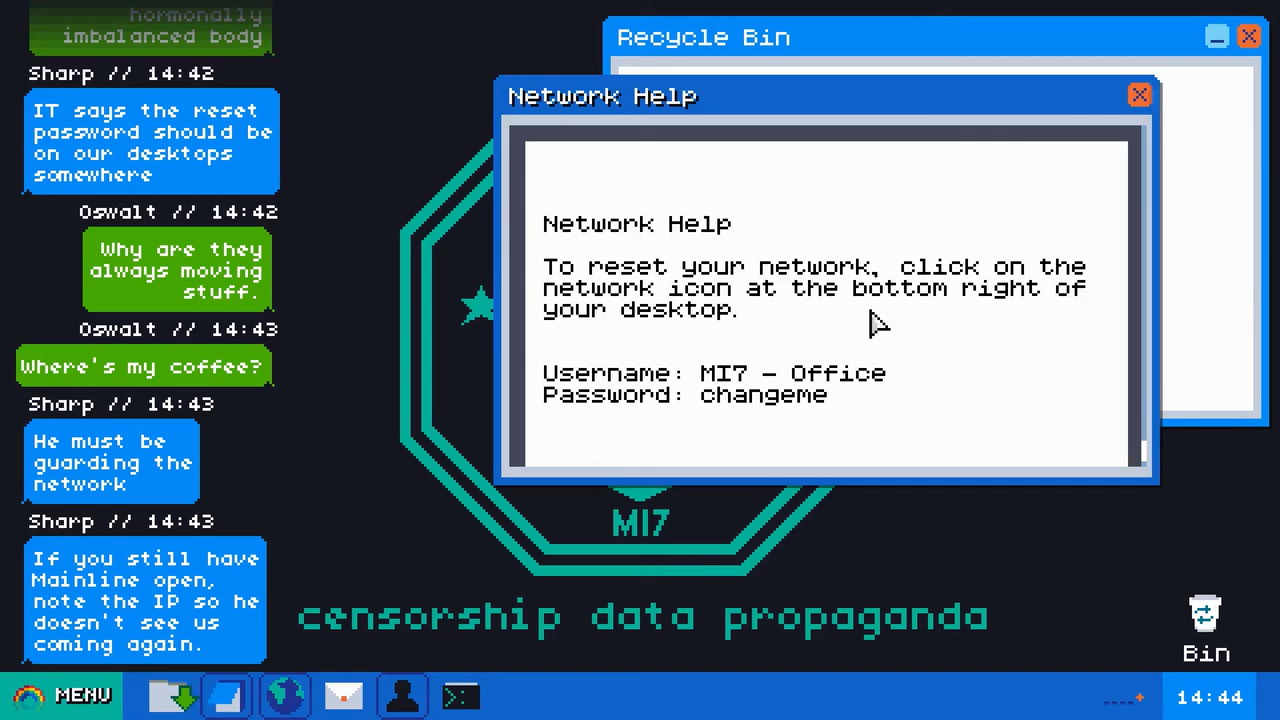 hormonally
imbalanced body
Sharp // 14:42
IT says the reset
password should be
on our desktops
somewhere
Oswalt // 14:42
Why are they
always moving
stuff.
Oswalt // 14:43
Where's my coffee?
Sharp // 14:43
He must be
guarding the
network
Sharp // 14:43
If you still have
Mainline open,
note the IP so he
doesn't see us
coming again.
Recycle Bin
Network Help
Network Help
To reset your network, click on the
network icon at the bottom right of
your desktop.
Username: MI7 – Office
Password: changeme
MI7
censorship data propaganda
Bin
MENU
14:44